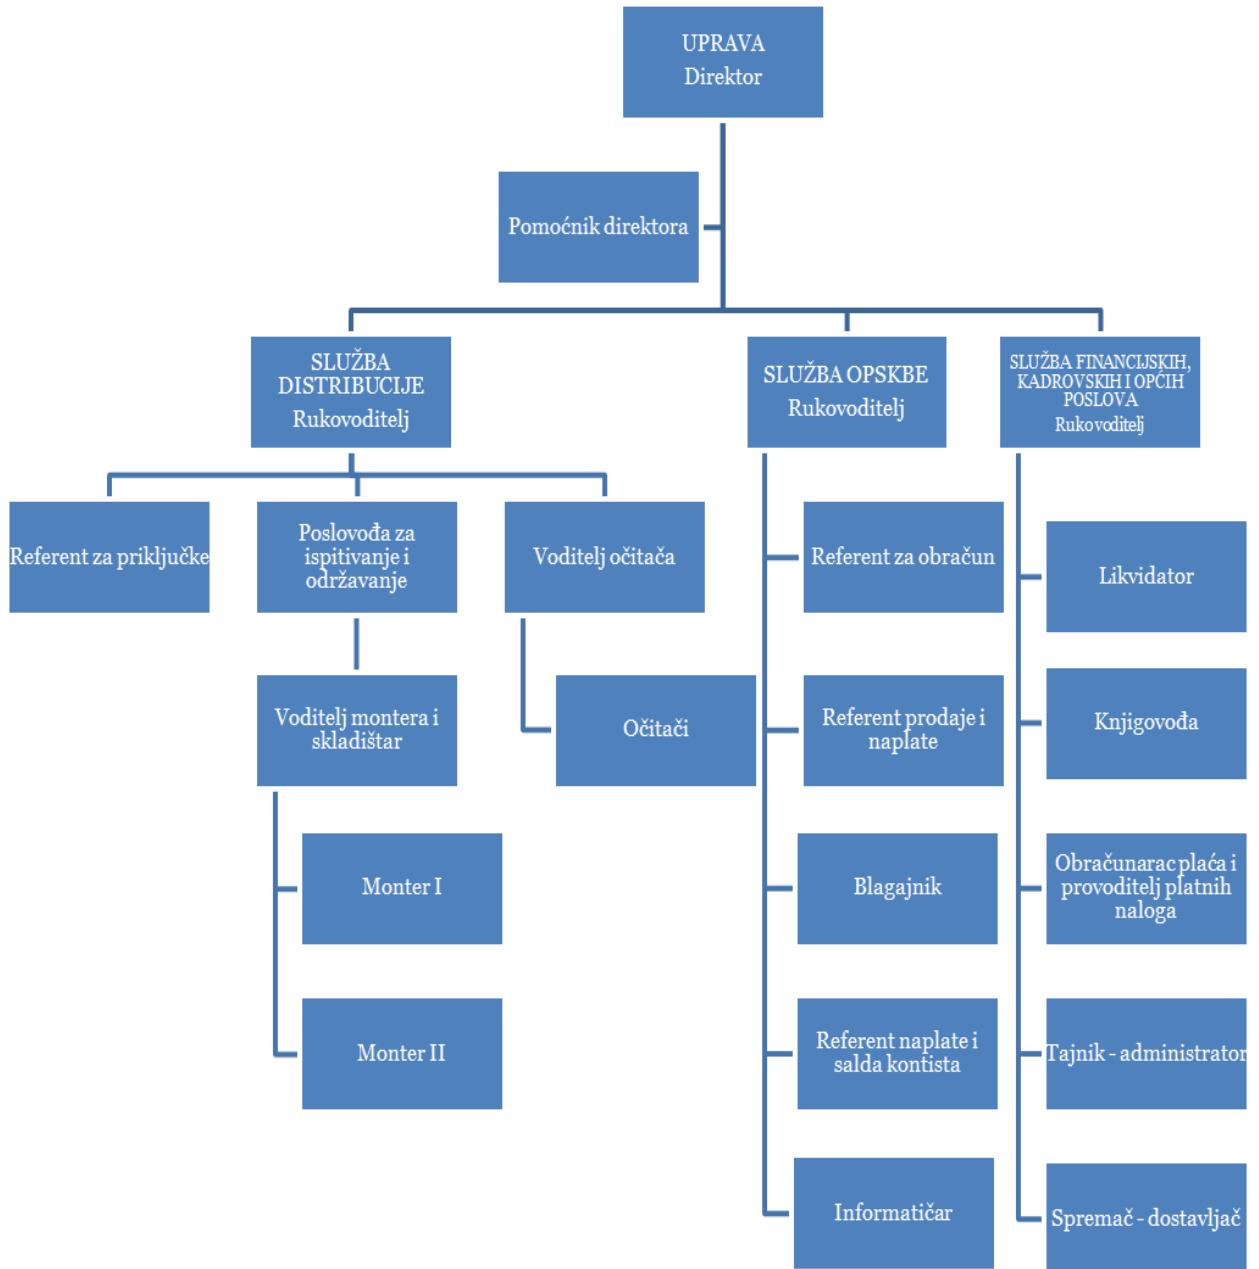 UPRAVA
Direktor
Pomoćnik direktora
SLUŽBA
DISTRIBUCIJE
Rukovoditelj
SLUŽBA OPSKBE
Rukovoditelj
SLUŽBA FINANCIJSKIH,
KADROVSKIH I OPĆIH
POSLOVA
Rukovoditelj
Referent za priključke
Poslovođa za
ispitivanje i
održavanje
Voditelj očitača
Referent za obračun
Likvidator
Voditelj montera i
skladištar
Očitači
Referent prodaje i
naplate
Knjigovođa
Monter I
Blagajnik
Obračunarac plaća i
provoditelj platnih
naloga
Monter II
Referent naplate i
salda kontista
Tajnik - administrator
Informatičar
Spremač - dostavljač